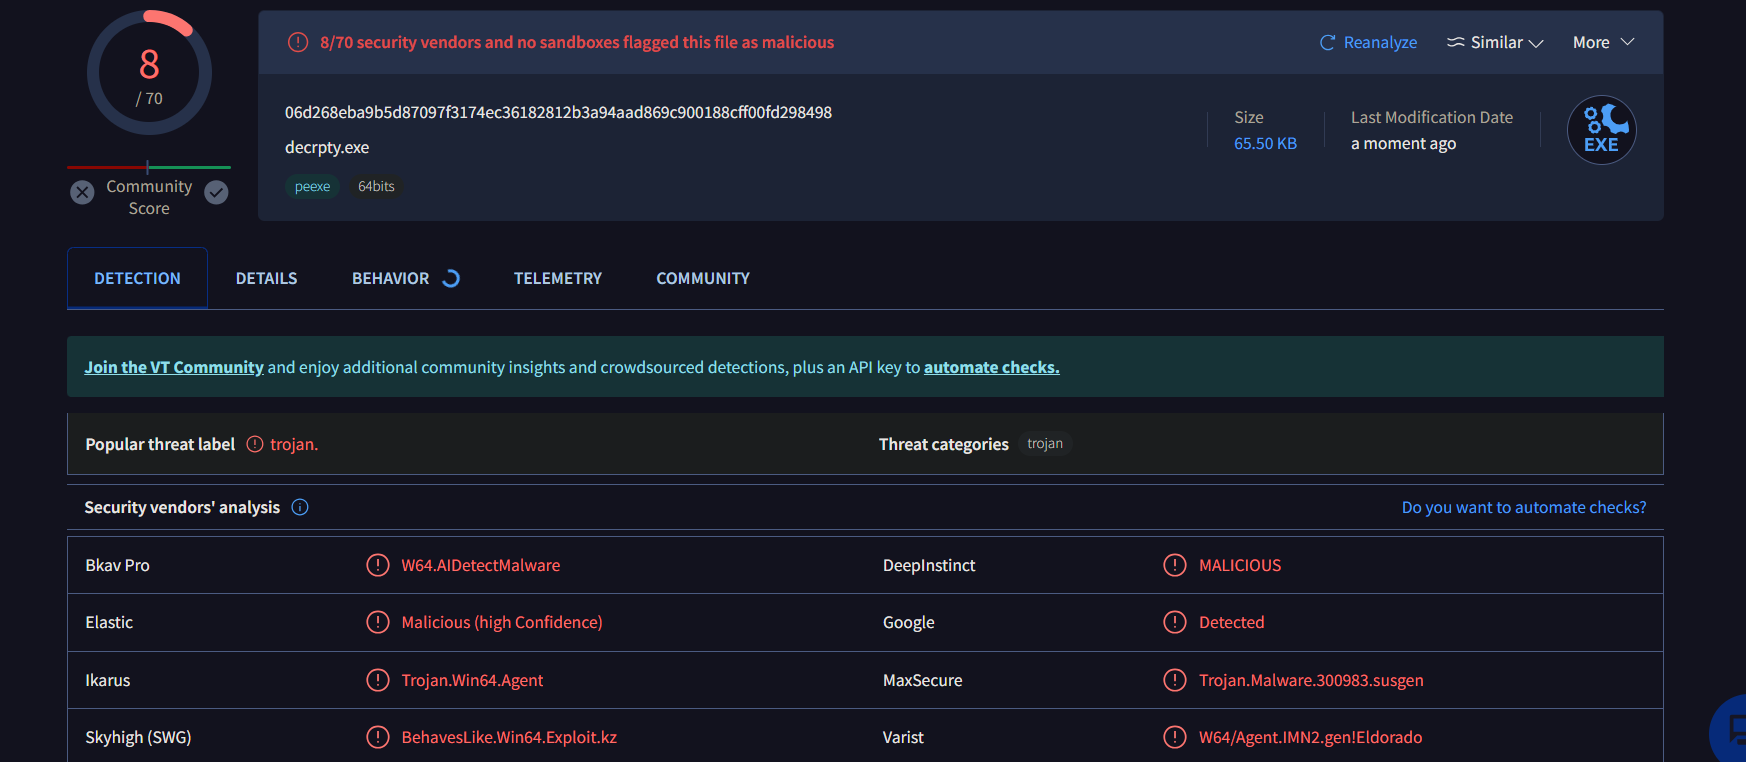 8
/ 70
Community
Score
8/70 security vendors and no sandboxes flagged this file as malicious
Reanalyze
Similar
More
06d268eba9b5d87097f3174ec36182812b3a94aad869c900188cff00fd298498
decrpty.exe
peexe
64bits
Size
65.50 KB
Last Modification Date
a moment ago
EXE
DETECTION
DETAILS
BEHAVIOR
TELEMETRY
COMMUNITY
Join the VT Community and enjoy additional community insights and crowdsourced detections, plus an API key to automate checks.
Popular threat label
trojan.
Threat categories
trojan
Security vendors' analysis
Do you want to automate checks?
Bkav Pro
W64.AIDetectMalware
DeepInstinct
MALICIOUS
Elastic
Malicious (high Confidence)
Google
Detected
Ikarus
Trojan.Win64.Agent
MaxSecure
Trojan.Malware.300983.susgen
Skyhigh (SWG)
BehavesLike.Win64.Exploit.kz
Varist
W64/Agent.IMN2.gen!Eldorado